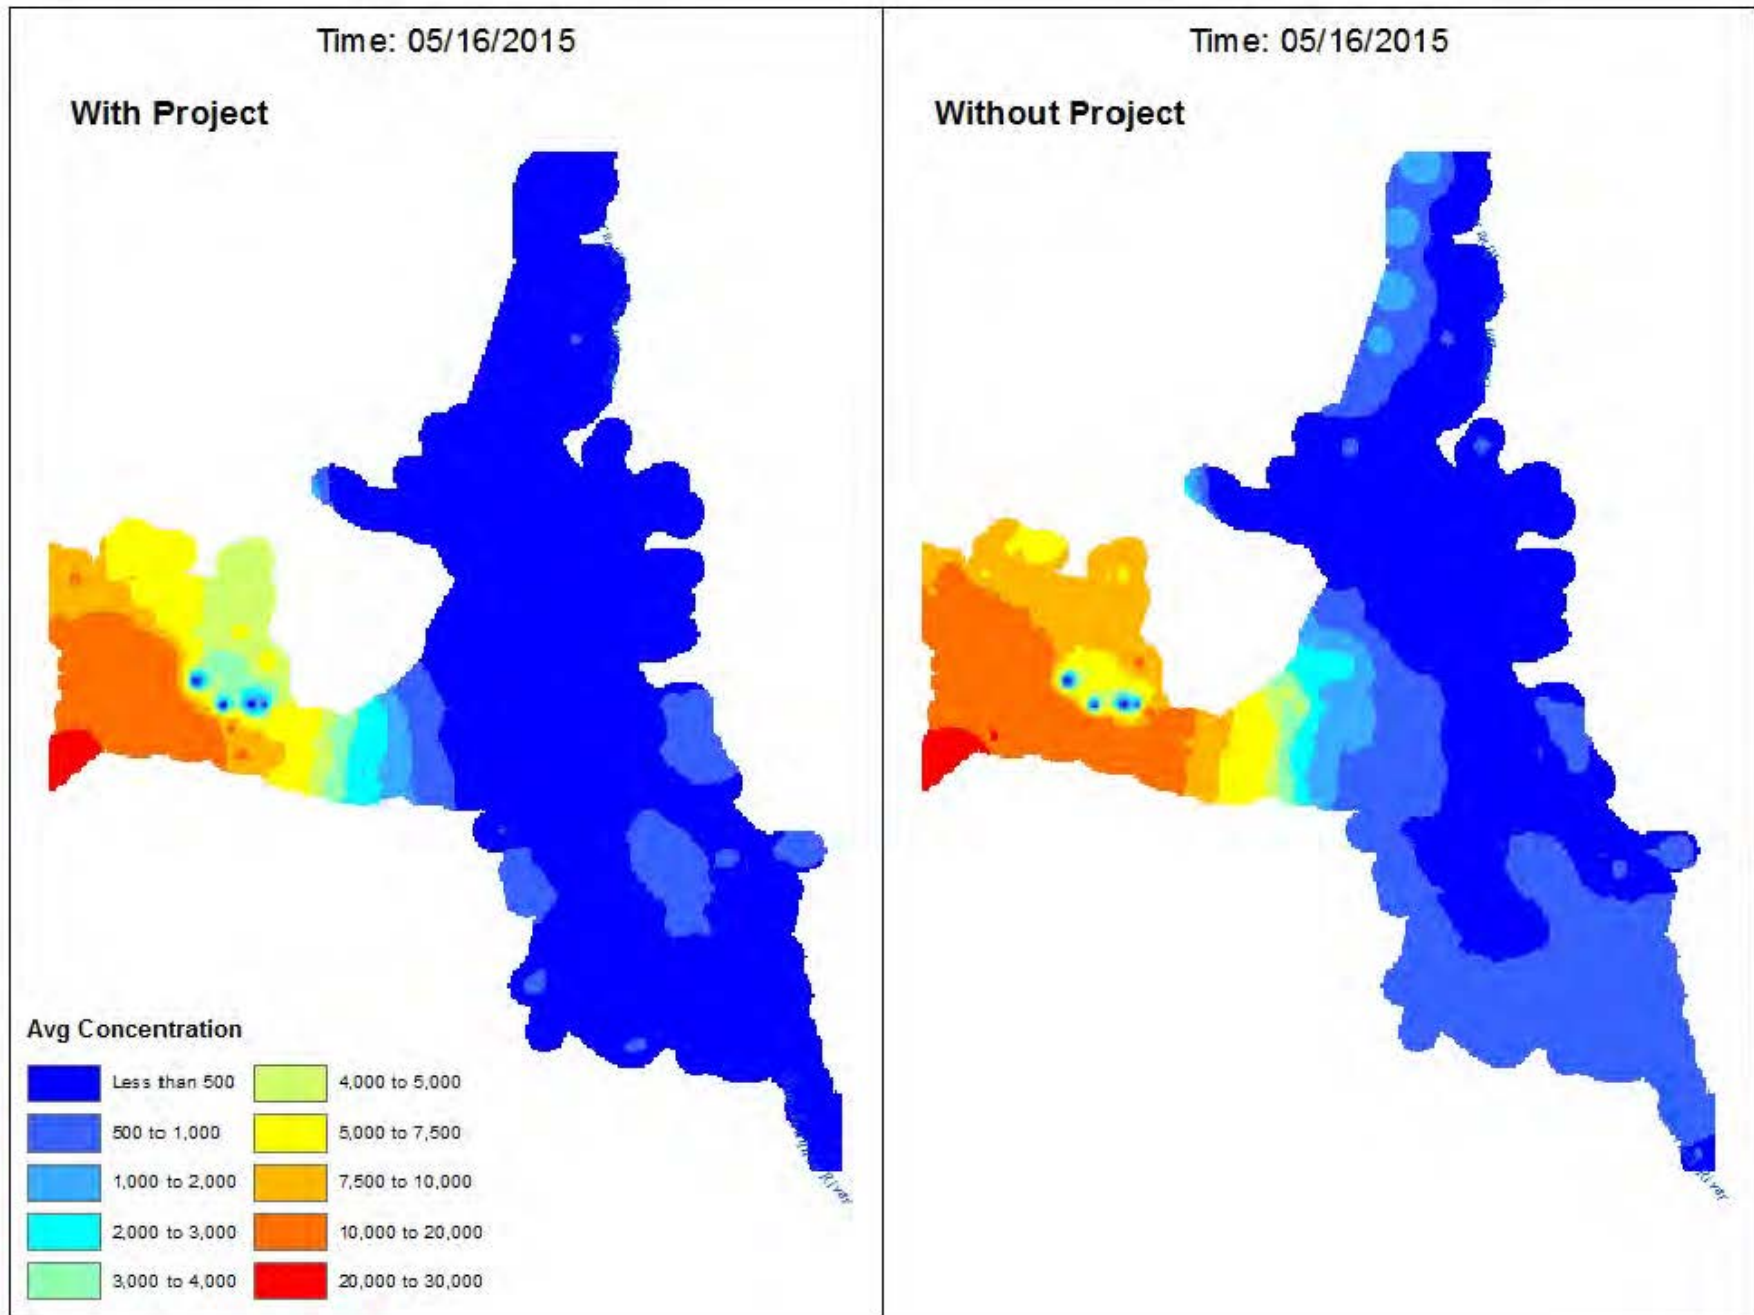 Time: 05/16/2015
With Project
Avg Concentration
Less than 500
500 to 1,000
1,000 to 2,000
2,000 to 3,000
3,000 to 4,000
4,000 to 5,000
5,000 to 7,500
7,500 to 10,000
10,000 to 20,000
20,000 to 30,000
River
Time: 05/16/2015
Without Project
River